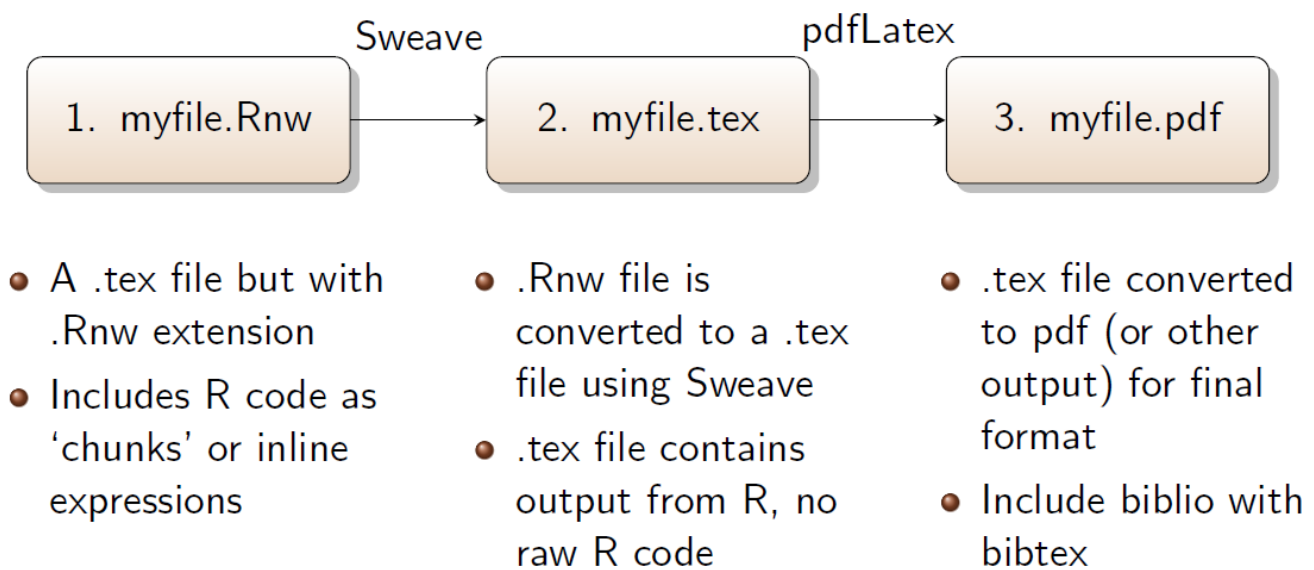 Sweave
pdfLatex
1. myfile.Rnw
2. myfile.tex
3. myfile.pdf
A .tex file but with
.Rnw extension
Includes R code as
‘chunks’ or inline
expressions
.Rnw file is
converted to a .tex
file using Sweave
.tex file contains
output from R, no
raw R code
.tex file converted
to pdf (or other
output) for final
format
Include biblio with
bibtex